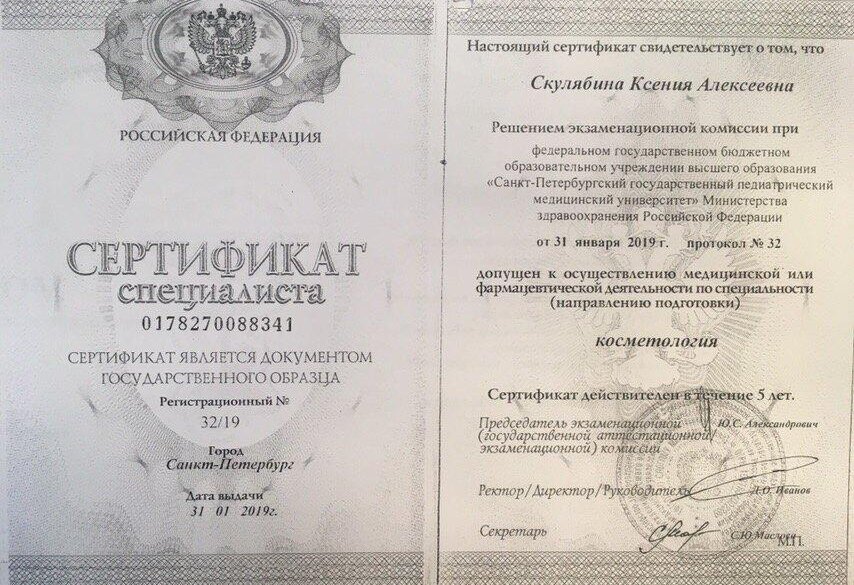 РОССИЙСКАЯ ФЕДЕРАЦИЯ
СЕРТИФИКАТ
специалиста
0178270088341
СЕРТИФИКАТ ЯВЛЯЕТСЯ ДОКУМЕНТОМ
ГОСУДАРСТВЕННОГО ОБРАЗЦА
Регистрационный №
32/19
Город
Санкт-Петербург
Дата выдачи
31 01 2019г.
Настоящий сертификат свидетельствует о том, что
Скулябина Ксения Алексеевна
Решением экзаменационной комиссии при
федеральном государственном бюджетном
образовательном учреждении высшего образования
«Санкт-Петербургский государственный педиатрический
медицинский университет» Министерства
здравоохранения Российской Федерации
от 31 января 2019 г. протокол № 32
допущен к осуществлению медицинской или
фармацевтической деятельности по специальности
(направлению подготовки)
косметология
Сертификат действителен в течение 5 лет.
Председатель экзаменационной Ю.С. Александрович
(государственной аттестационной/
экзаменационной) комиссии
Ректор/Директор/Руководитель Д.О. Иванов
Секретарь С.Ю Маслова
М.П.